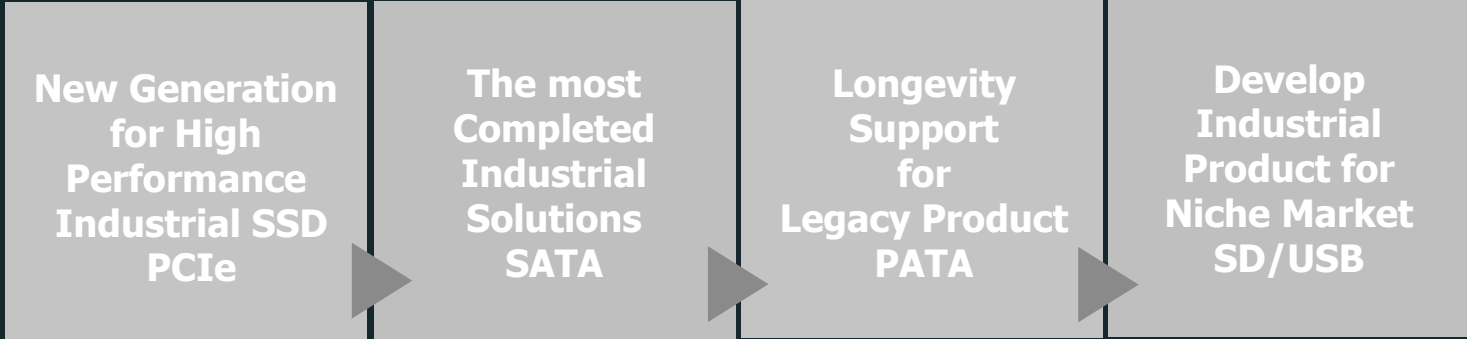 New Generation
for High
Performance
Industrial SSD
PCIe
The most
Completed
Industrial
Solutions
SATA
Longevity
Support
for
Legacy Product
PATA
Develop
Industrial
Product for
Niche Market
SD/USB